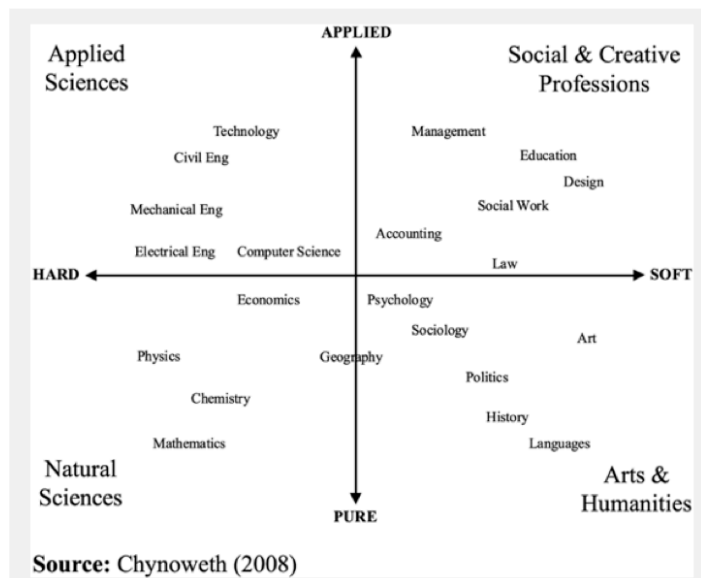 APPLIED
Applied
Sciences
Social & Creative
Professions
Technology
Management
Civil Eng
Education
Design
Mechanical Eng
Social Work
Accounting
Electrical Eng
Computer Science
Law
HARD
SOFT
Economics
Psychology
Sociology
Art
Physics
Geography
Politics
Chemistry
History
Mathematics
Languages
Natural
Sciences
Arts &
Humanities
PURE
Source: Chynoweth (2008)